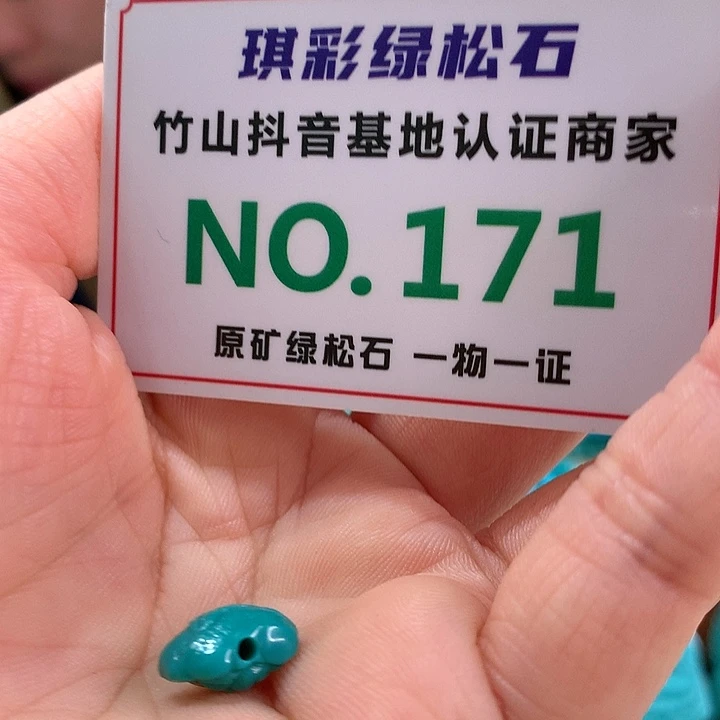 琪彩绿松石
竹山抖音基地认证商家
NO.171
原矿绿松石 一物一证